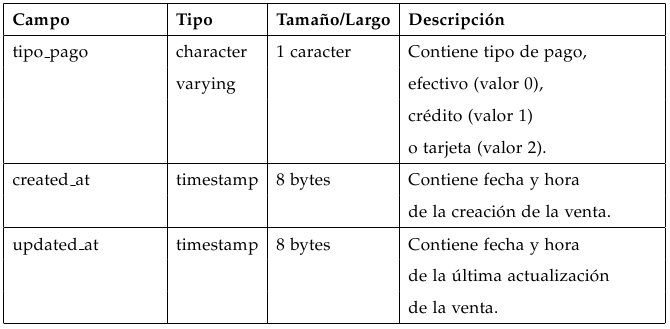 Campo Tipo Tamaño/Largo Descripción
tipo_pago character 1 caracter Contiene tipo de pago,
varying efectivo (valor 0),
crédito (valor 1)
o tarjeta (valor 2).
created_at timestamp 8 bytes Contiene fecha y hora
de la creación de la venta.
updated_at timestamp 8 bytes Contiene fecha y hora
de la última actualización
de la venta.